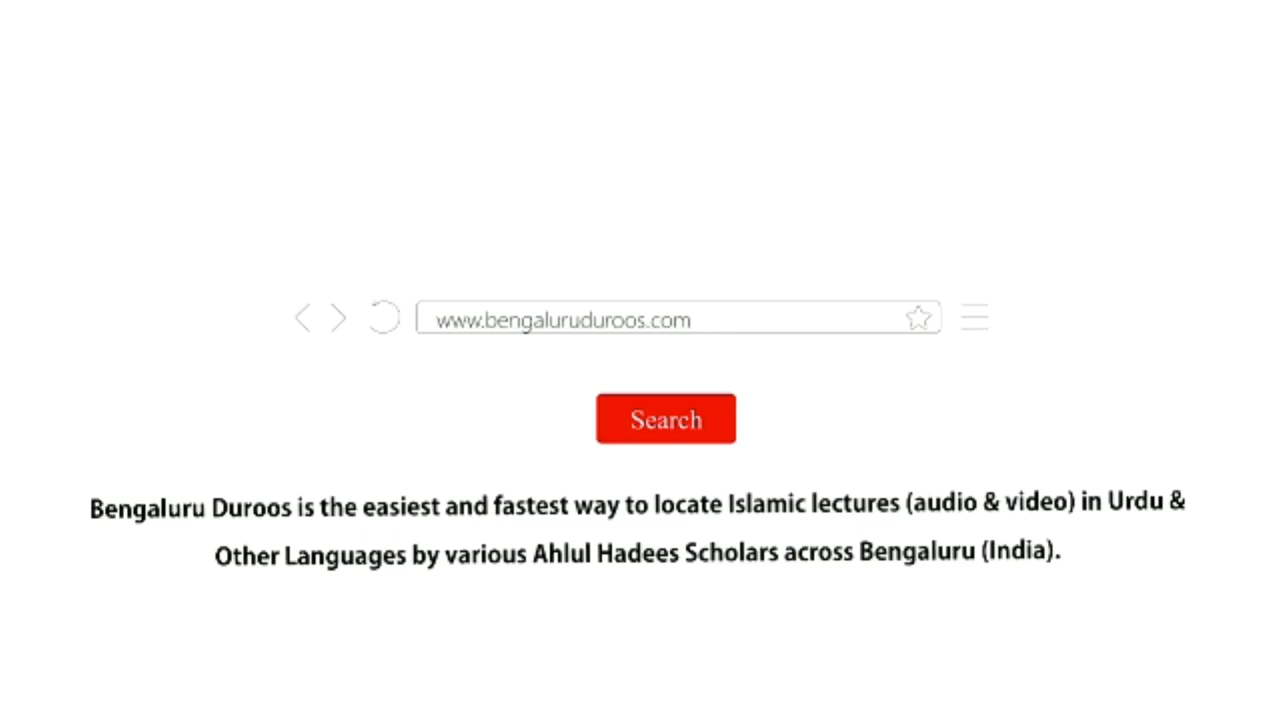 www.bengaluruduroos.com
Search
Bengaluru Duroos is the easiest and fastest way to locate Islamic lectures (audio & video) in Urdu &
Other Languages by various Ahlul Hadees Scholars across Bengaluru (India).